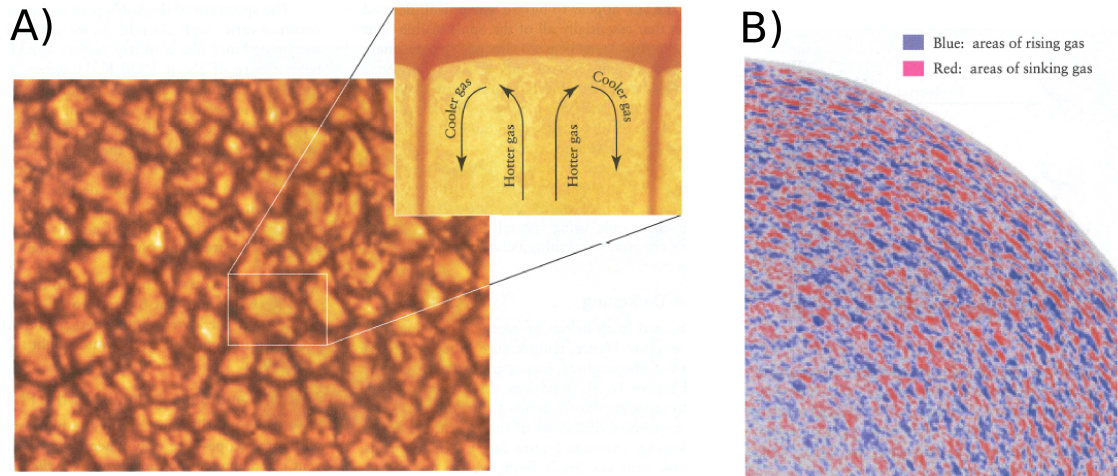 A)
Cooler gas
Hotter gas
Hotter gas
Cooler gas
B)
Blue: areas of rising gas
Red: areas of sinking gas